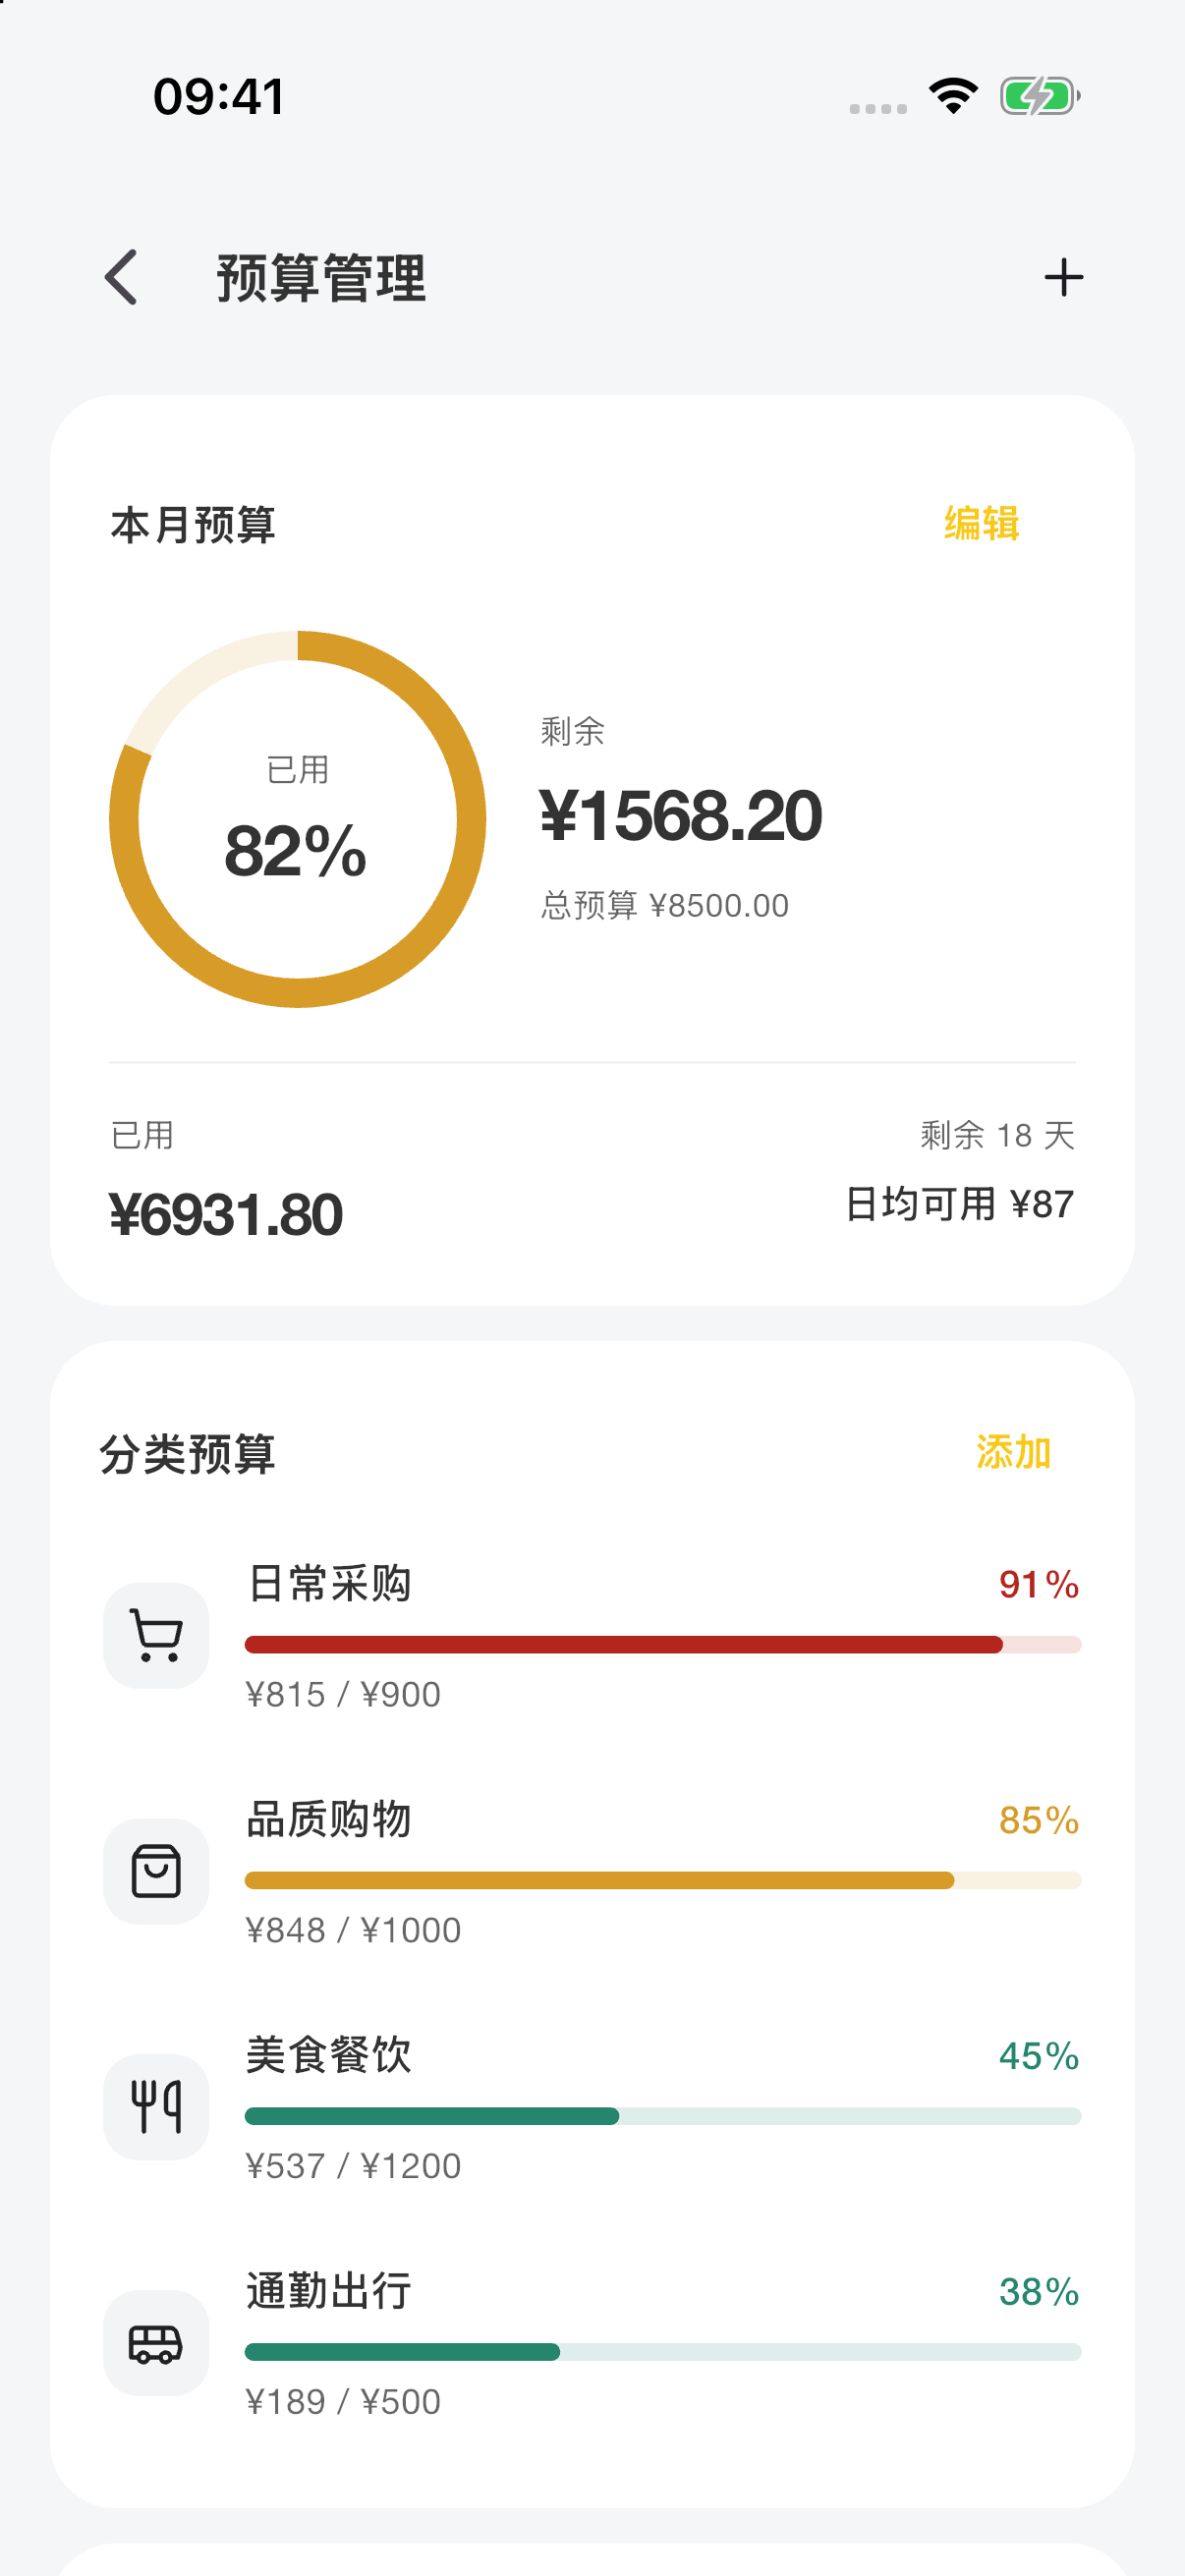 09:41
预算管理
本月预算 编辑
已用
82%
剩余
¥1568.20
总预算 ¥8500.00
已用
¥6931.80
剩余 18 天
日均可用 ¥87
分类预算 添加
日常采购 91%
¥815 / ¥900
品质购物 85%
¥848 / ¥1000
美食餐饮 45%
¥537 / ¥1200
通勤出行 38%
¥189 / ¥500